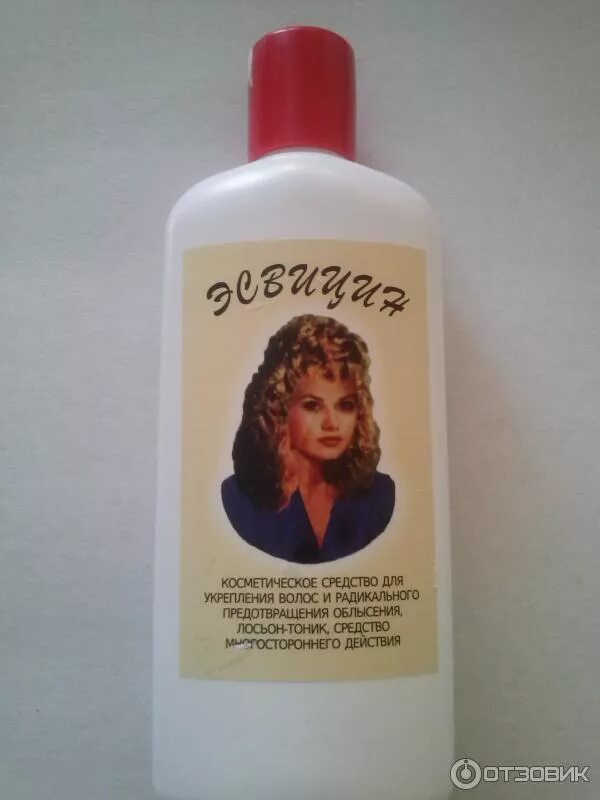 ЭСВИЦИН
КОСМЕТИЧЕСКОЕ СРЕДСТВО ДЛЯ
УКРЕПЛЕНИЯ ВОЛОС И РАДИКАЛЬНОГО
ПРЕДОТВРАЩЕНИЯ ОБЛЫСЕНИЯ,
ЛОСЬОН-ТОНИК, СРЕДСТВО
МНОГОСТОРОННЕГО ДЕЙСТВИЯ
ОТЗОВИК